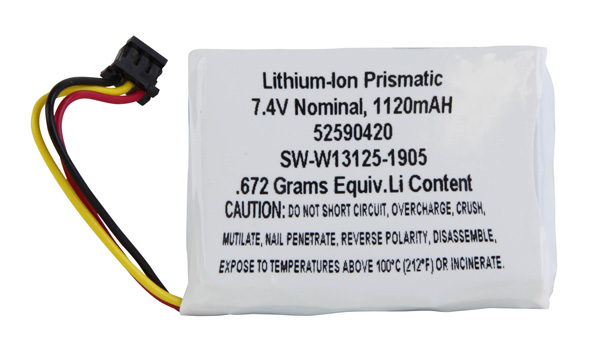 Lithium-Ion Prismatic
7.4V Nominal, 1120mAH
52590420
SW-W13125-1905
.672 Grams Equiv.Li Content
CAUTION: DO NOT SHORT CIRCUIT, OVERCHARGE, CRUSH,
MUTILATE, NAIL PENETRATE, REVERSE POLARITY, DISASSEMBLE,
EXPOSE TO TEMPERATURES ABOVE 100°C (212°F) OR INCINERATE.